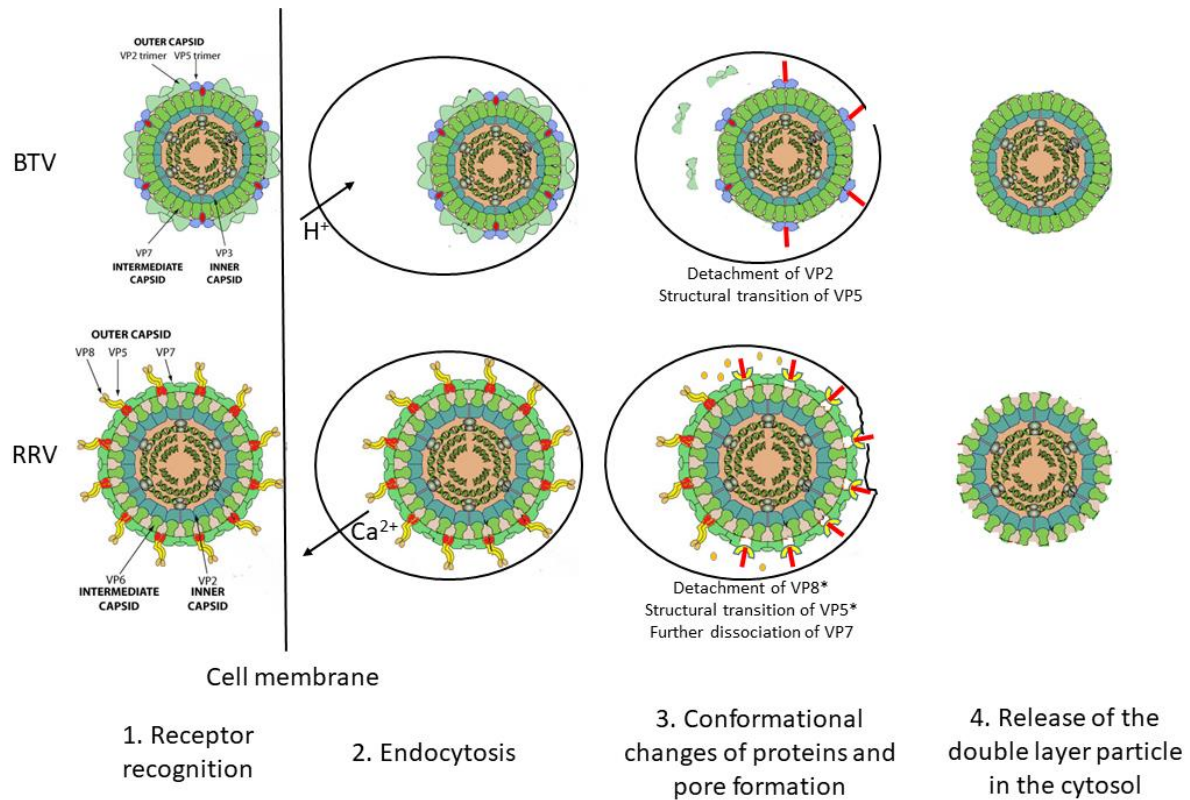 BTV
OUTER CAPSID
VP2 trimer VP5 trimer
VP7
INTERMEDIATE
CAPSID
VP3
INNER
CAPSID
H+
Detachment of VP2
Structural transition of VP5
RRV
OUTER CAPSID
VP8 VP5 VP7
VP6
INTERMEDIATE
CAPSID
VP2
INNER
CAPSID
Ca2+
Detachment of VP8*
Structural transition of VP5*
Further dissociation of VP7
Cell membrane
1. Receptor
recognition
2. Endocytosis
3. Conformational
changes of proteins and
pore formation
4. Release of the
double layer particle
in the cytosol